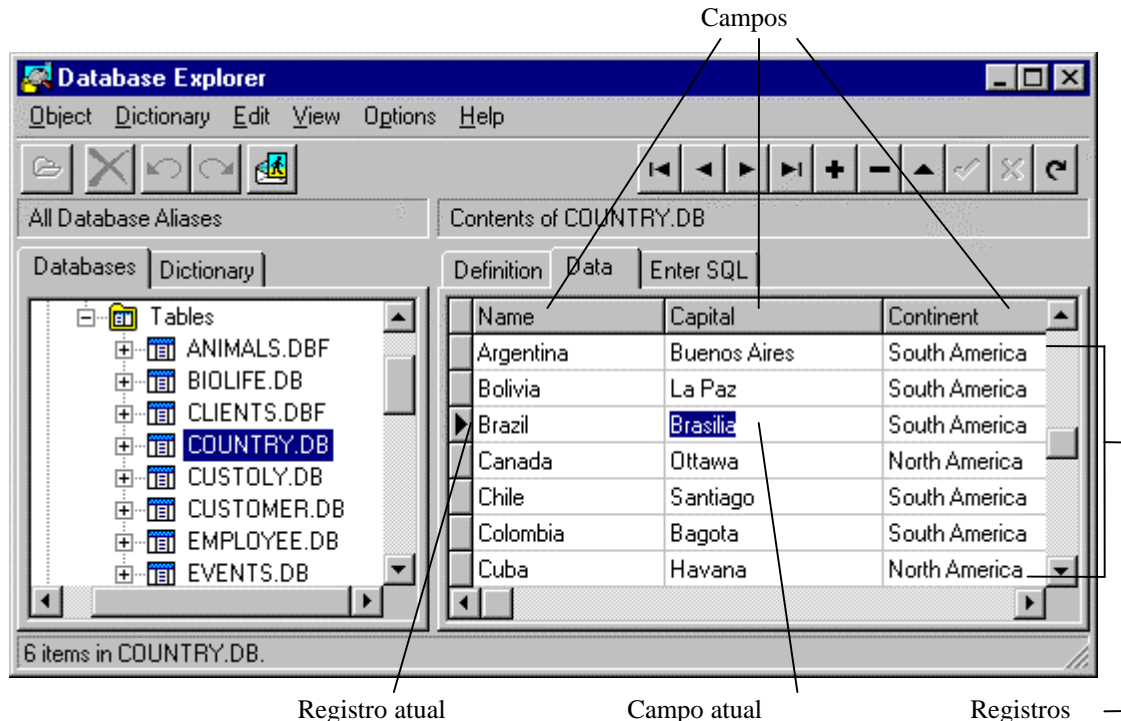 Campos
Database Explorer
Object Dictionary Edit View Options Help
All Database Aliases
Contents of COUNTRY.DB
Databases Dictionary
Definition Data Enter SQL
Tables
ANIMALS.DBF
BIOLIFE.DB
CLIENTS.DBF
COUNTRY.DB
CUSTOLY.DB
CUSTOMER.DB
EMPLOYEE.DB
EVENTS.DB
Name Capital Continent
Argentina Buenos Aires South America
Bolivia La Paz South America
Brazil Brasilia South America
Canada Ottawa North America
Chile Santiago South America
Colombia Bagota South America
Cuba Havana North America
6 items in COUNTRY.DB.
Registro atual Campo atual Registros